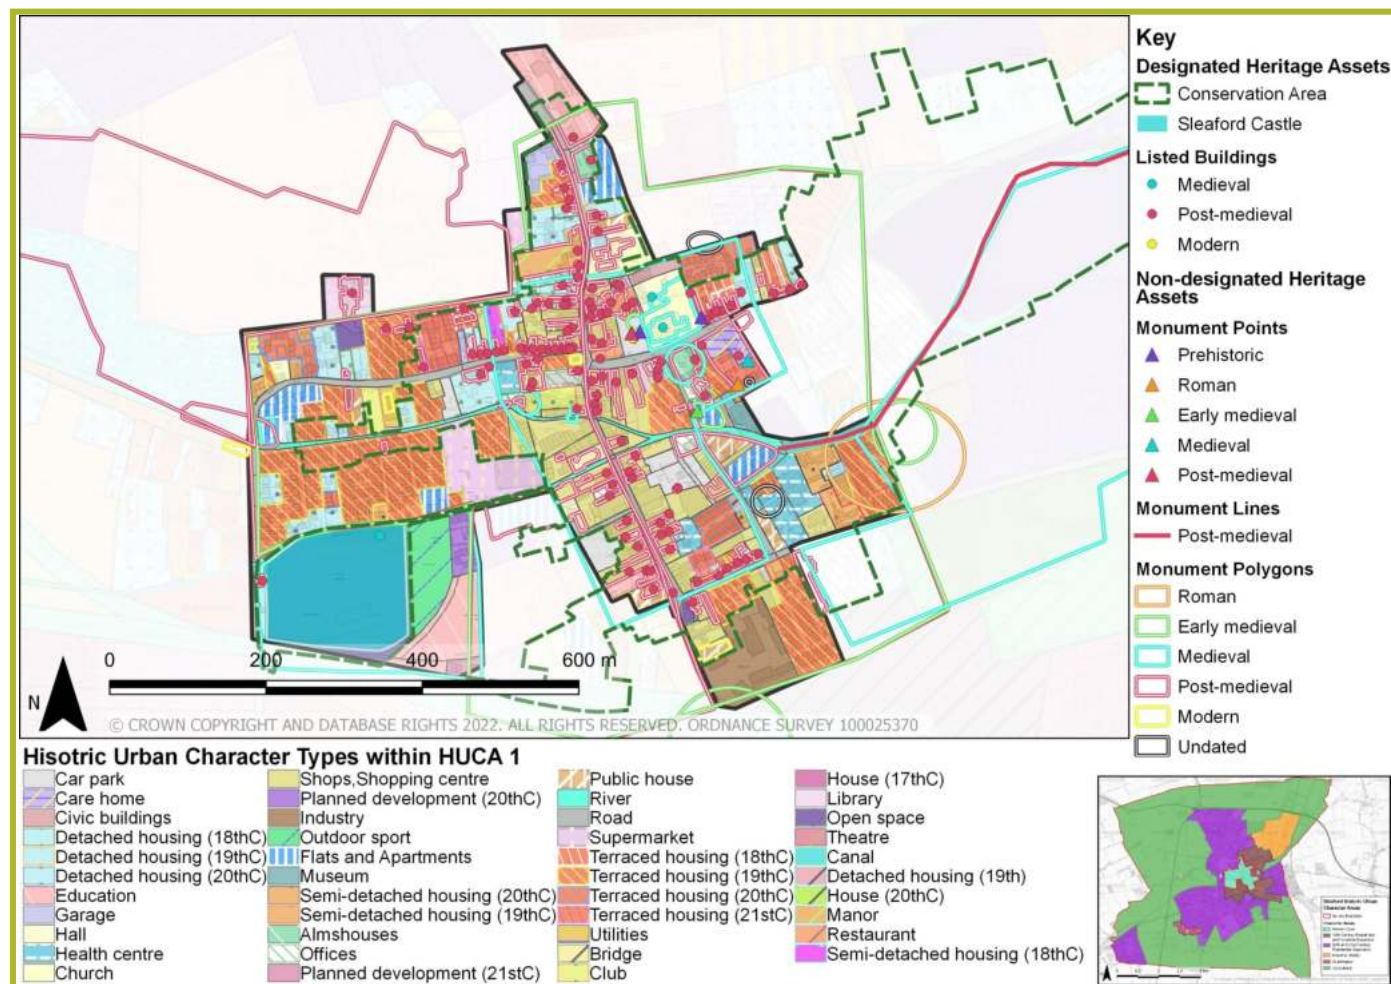 Key
Designated Heritage Assets
Conservation Area
Sleaford Castle
Listed Buildings
Medieval
Post-medieval
Modern
Non-designated Heritage
Assets
Monument Points
Prehistoric
Roman
Early medieval
Medieval
Post-medieval
Monument Lines
Post-medieval
Monument Polygons
Roman
Early medieval
Medieval
Post-medieval
Modern
Undated
0 200 400 600 m
N
© CROWN COPYRIGHT AND DATABASE RIGHTS 2022. ALL RIGHTS RESERVED. ORDNANCE SURVEY 100025370
Hisotric Urban Character Types within HUCA 1
Car park
Care home
Civic buildings
Detached housing (18thC)
Detached housing (19thC)
Detached housing (20thC)
Education
Garage
Hall
Health centre
Church
Shops,Shopping centre
Planned development (20thC)
Industry
Outdoor sport
Flats and Apartments
Museum
Semi-detached housing (20thC)
Semi-detached housing (19thC)
Almshouses
Offices
Planned development (21stC)
Public house
River
Road
Supermarket
Terraced housing (18thC)
Terraced housing (19thC)
Terraced housing (20thC)
Terraced housing (21stC)
Utilities
Bridge
Club
House (17thC)
Library
Open space
Theatre
Canal
Detached housing (19th)
House (20thC)
Manor
Restaurant
Semi-detached housing (18thC)